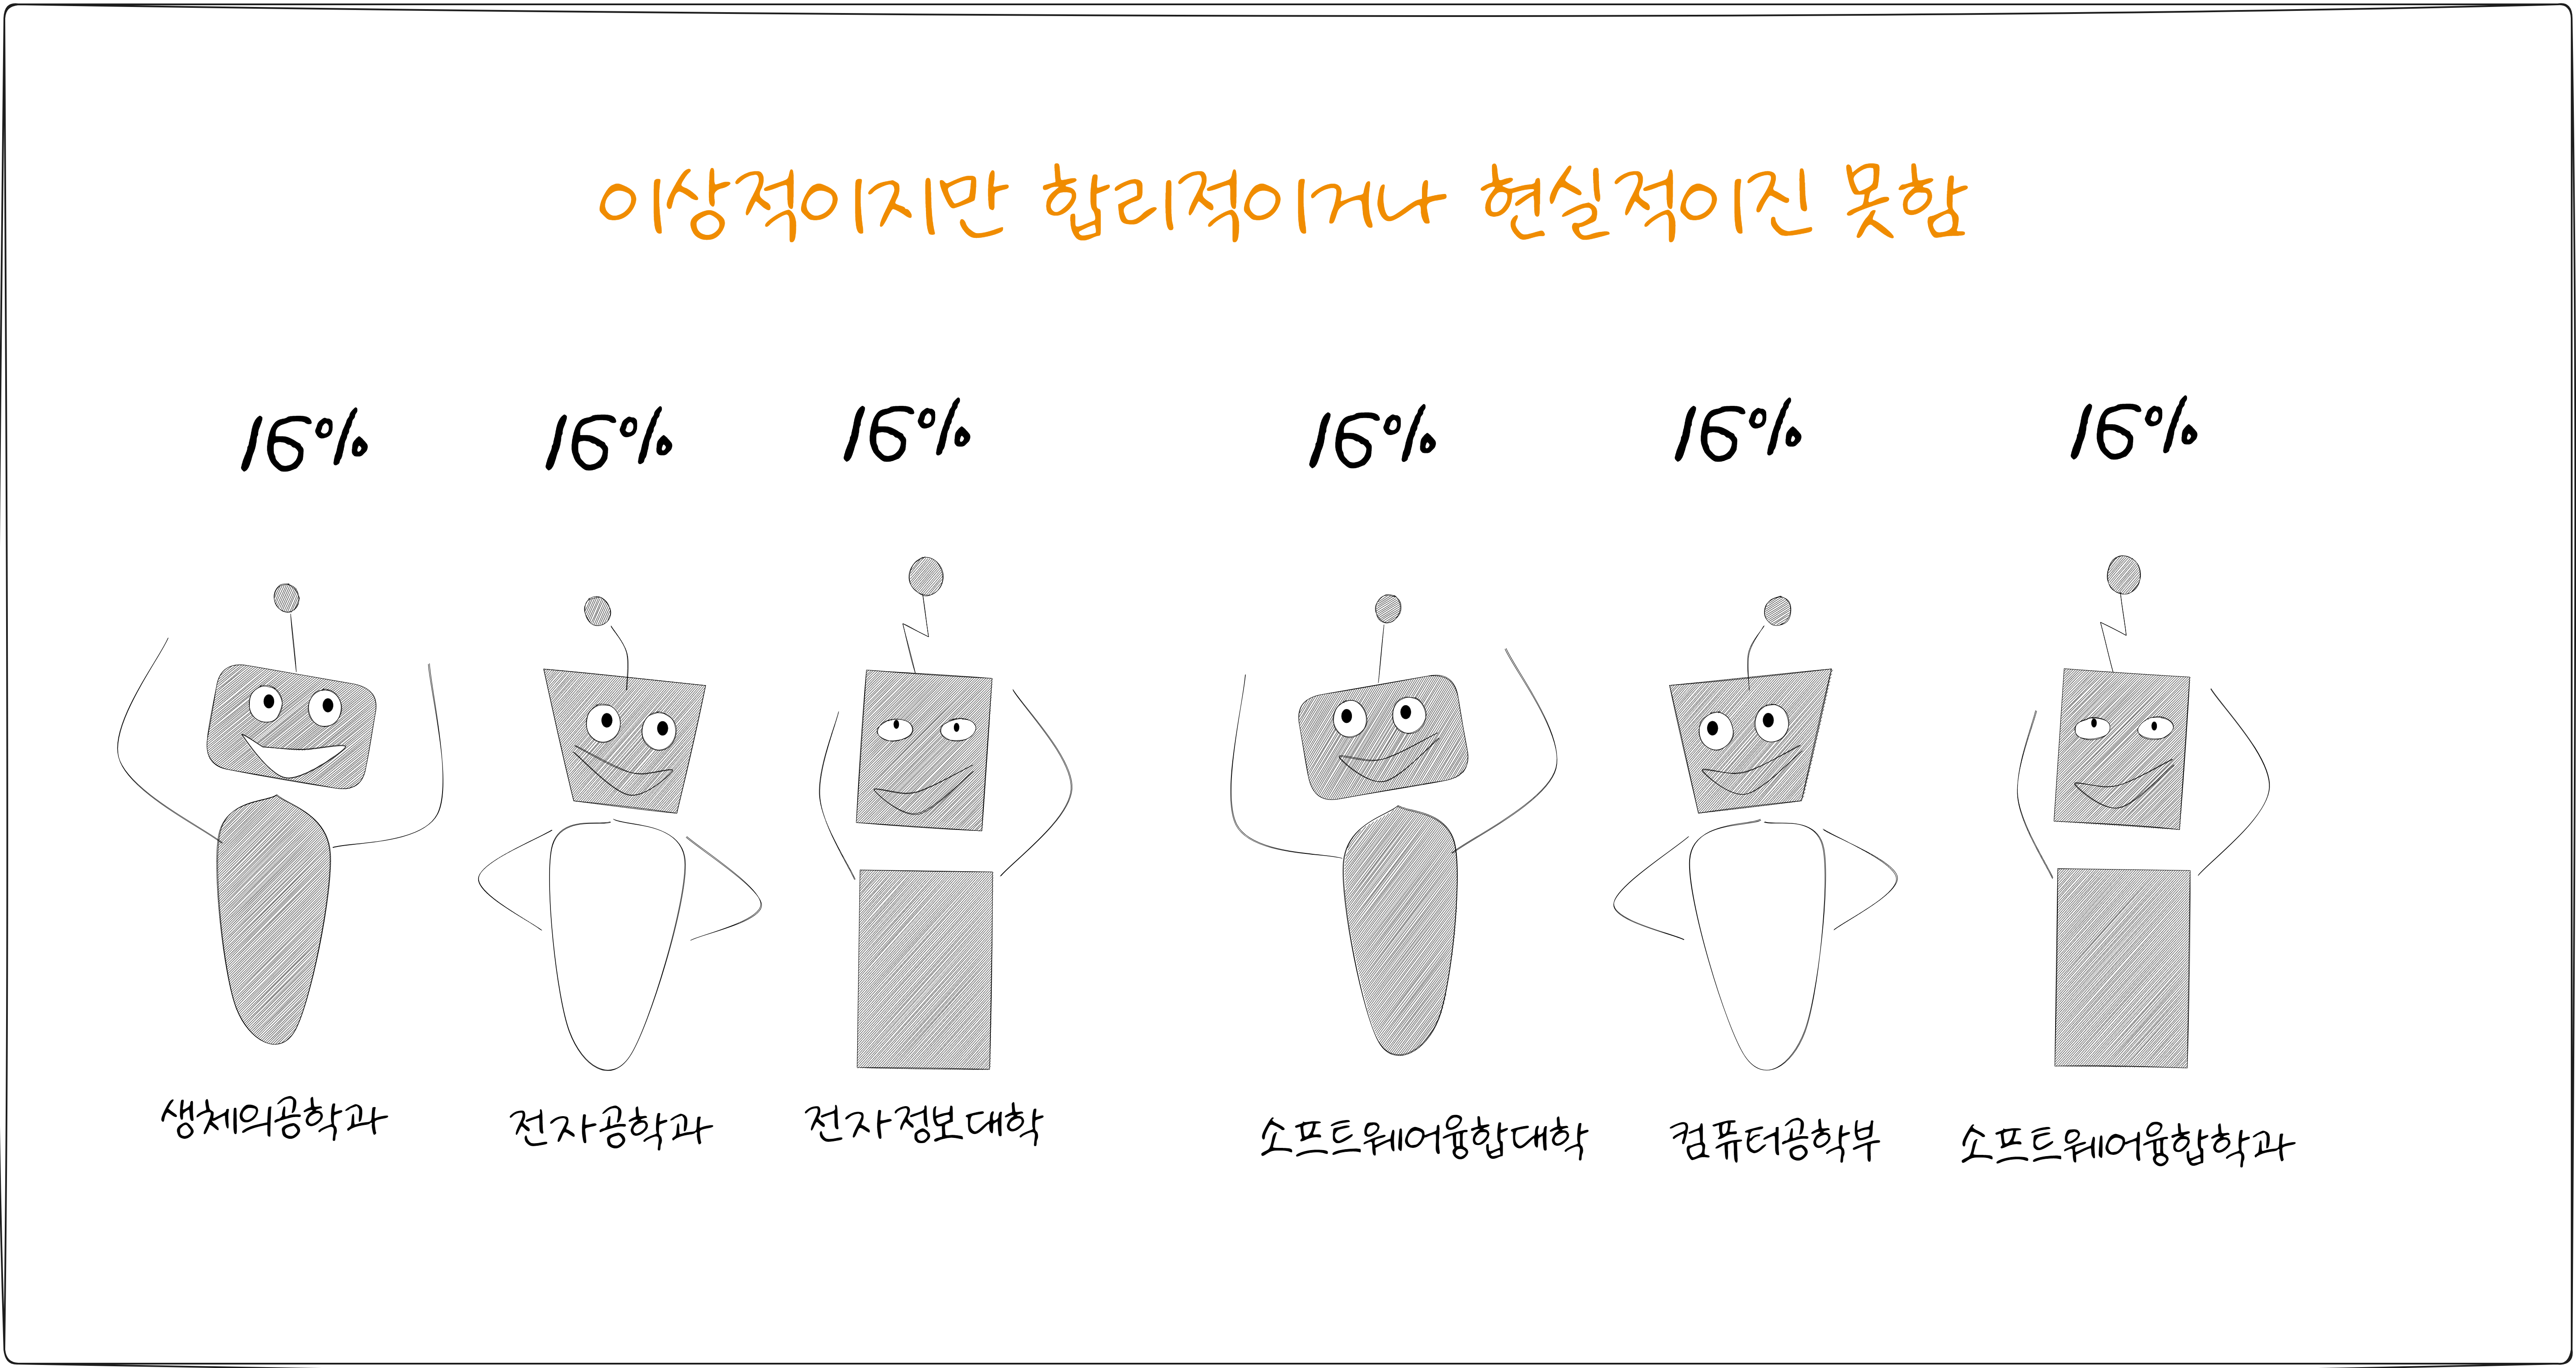 이상적이지만 합리적이거나 현실적이진 못함
16% 16% 16% 16% 16% 16%
생체의공학과 전자공학과 전자정보대학 소프트웨어융합대학 컴퓨터공학부 소프트웨어융합학과